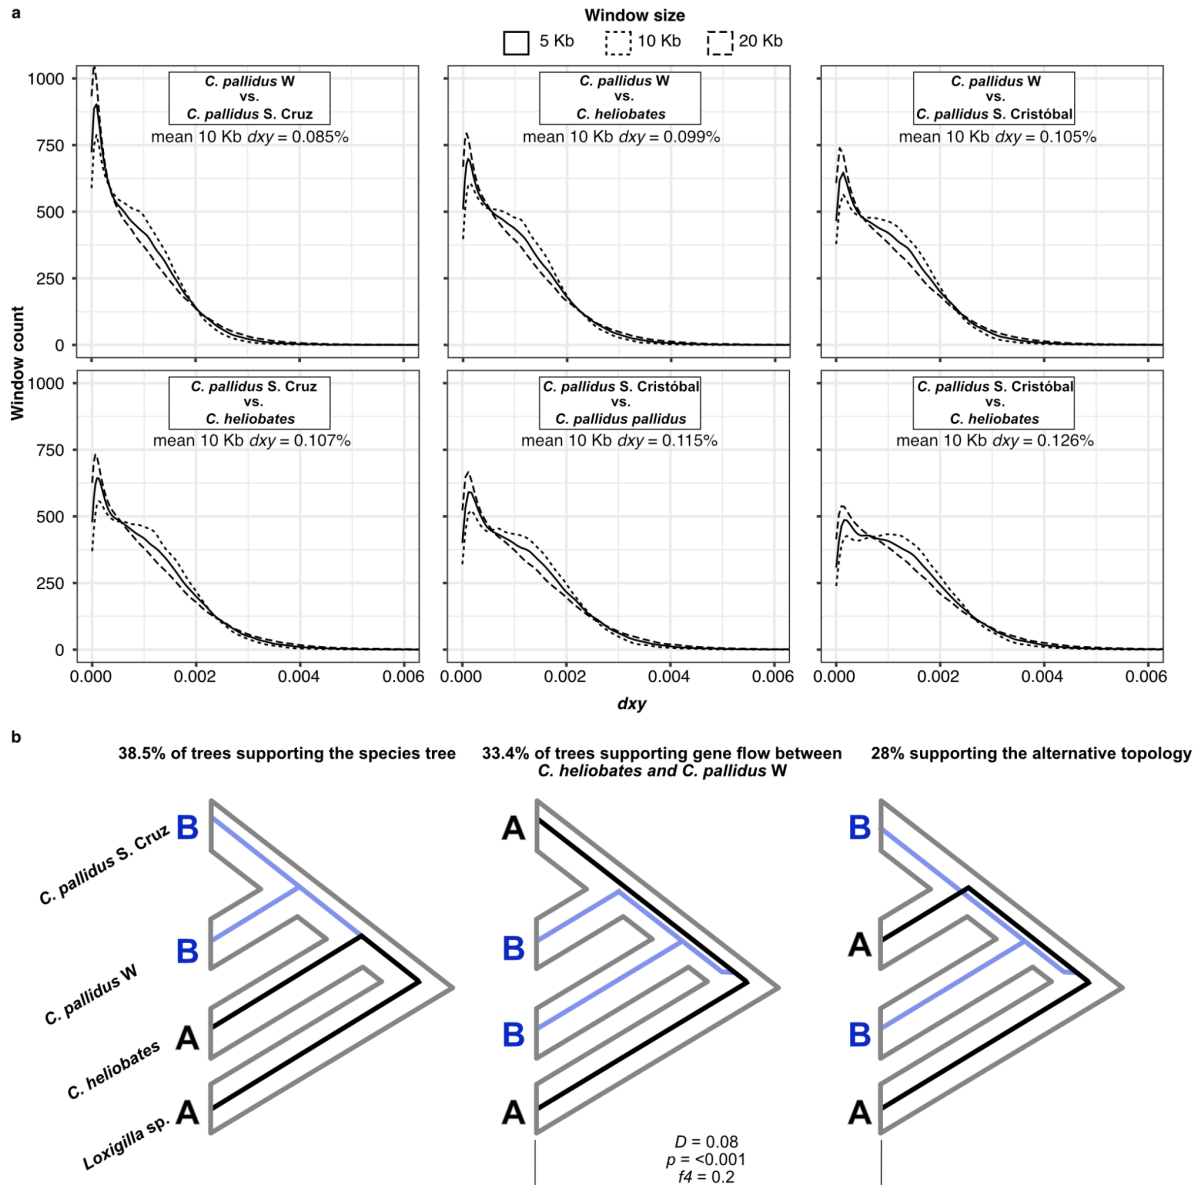 a
Window size
5 Kb 10 Kb 20 Kb
C. pallidus W
vs.
C. pallidus S. Cruz
mean 10 Kb dxy = 0.085%
C. pallidus W
vs.
C. heliobates
mean 10 Kb dxy = 0.099%
C. pallidus W
vs.
C. pallidus S. Cristóbal
mean 10 Kb dxy = 0.105%
1000
750
500
250
0
Window count
C. pallidus S. Cruz
vs.
C. heliobates
mean 10 Kb dxy = 0.107%
C. pallidus S. Cristóbal
vs.
C. pallidus pallidus
mean 10 Kb dxy = 0.115%
C. pallidus S. Cristóbal
vs.
C. heliobates
mean 10 Kb dxy = 0.126%
1000
750
500
250
0
0.000 0.002 0.004 0.006
0.000 0.002 0.004 0.006
0.000 0.002 0.004 0.006
dxy
b
38.5% of trees supporting the species tree
33.4% of trees supporting gene flow between
C. heliobates and C. pallidus W
28% supporting the alternative topology
C. pallidus S. Cruz
C. pallidus W
C. heliobates
Loxigilla sp.
B
B
A
A
A
B
B
A
B
A
B
A
D = 0.08
p = <0.001
f4 = 0.2